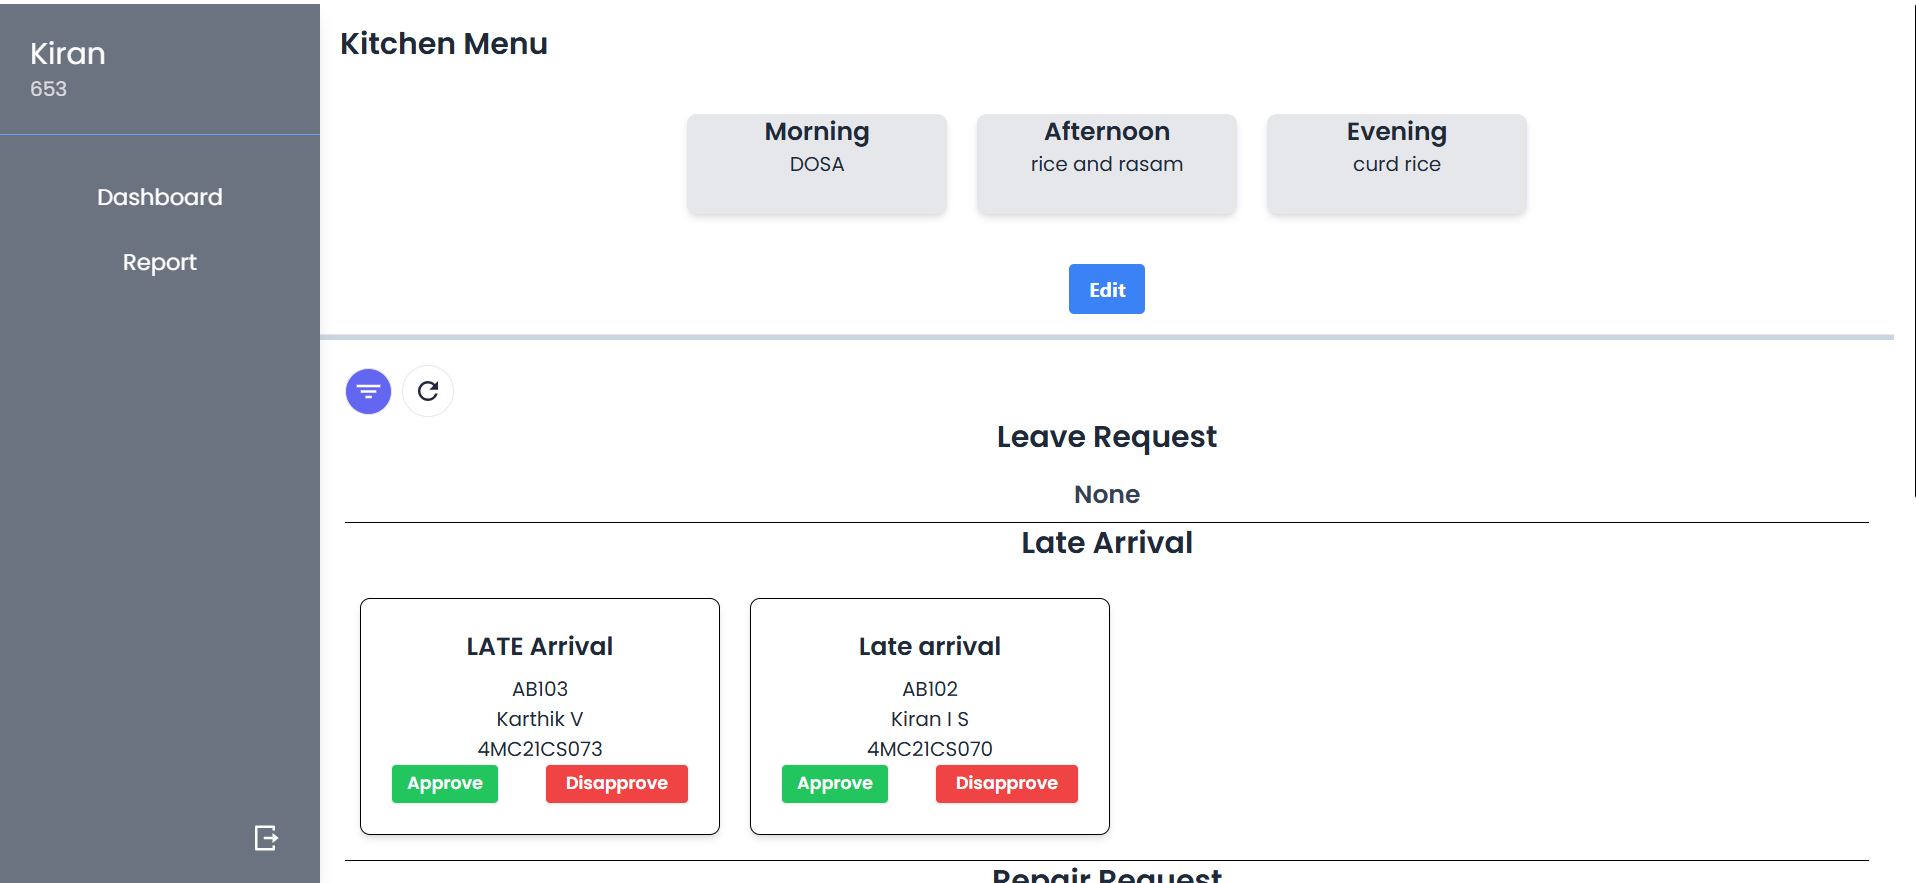 Kiran
653
Dashboard
Report
Kitchen Menu
Morning
DOSA
Afternoon
rice and rasam
Evening
curd rice
Edit
Leave Request
None
Late Arrival
LATE Arrival
AB103
Karthik V
4MC21CS073
Approve Disapprove
Late arrival
AB102
Kiran I S
4MC21CS070
Approve Disapprove
Repair Request